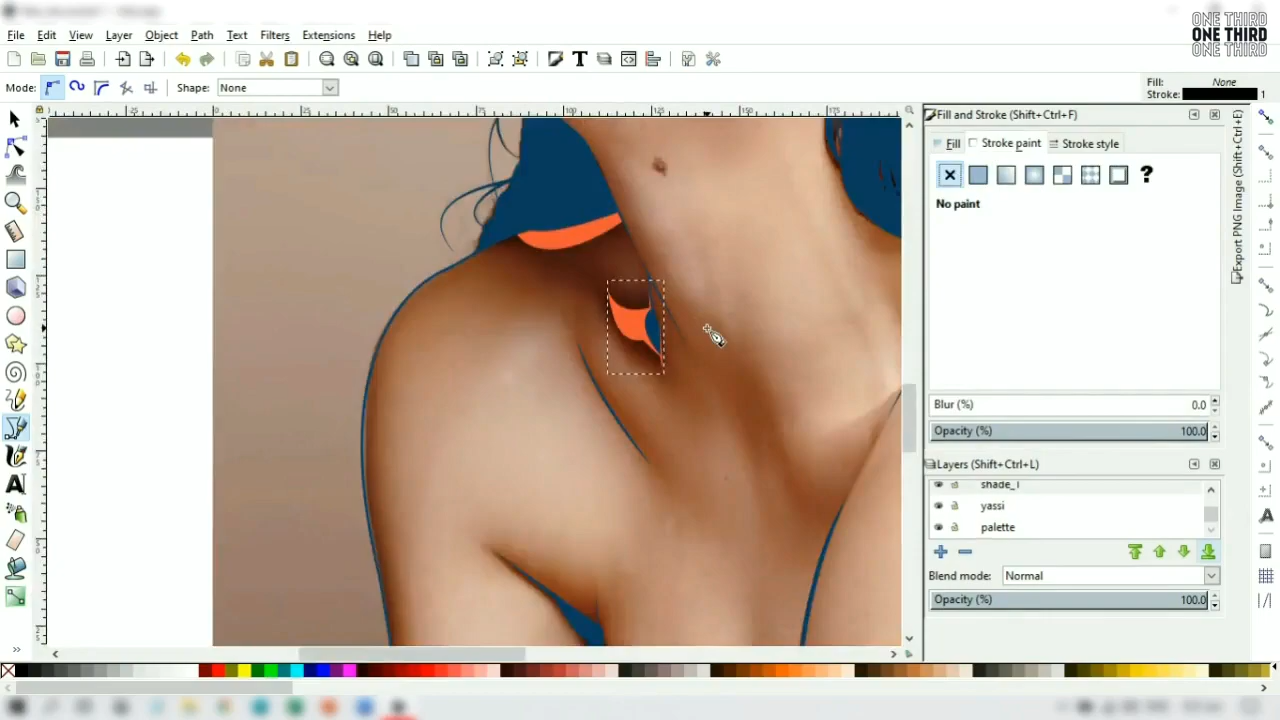 ONE THIRD
ONE THIRD
ONE THIRD
File Edit View Layer Object Path Text Filters Extensions Help
Mode: Shape: None
Fill: None
Stroke: 1
Fill and Stroke (Shift+Ctrl+F)
Fill Stroke paint Stroke style
?
No paint
Export PNG Image (Shift+Ctrl+E)
Blur (%) 0.0
Opacity (%) 100.0
Layers (Shift+Ctrl+L)
shade_1
yassi
palette
Blend mode: Normal
Opacity (%) 100.0